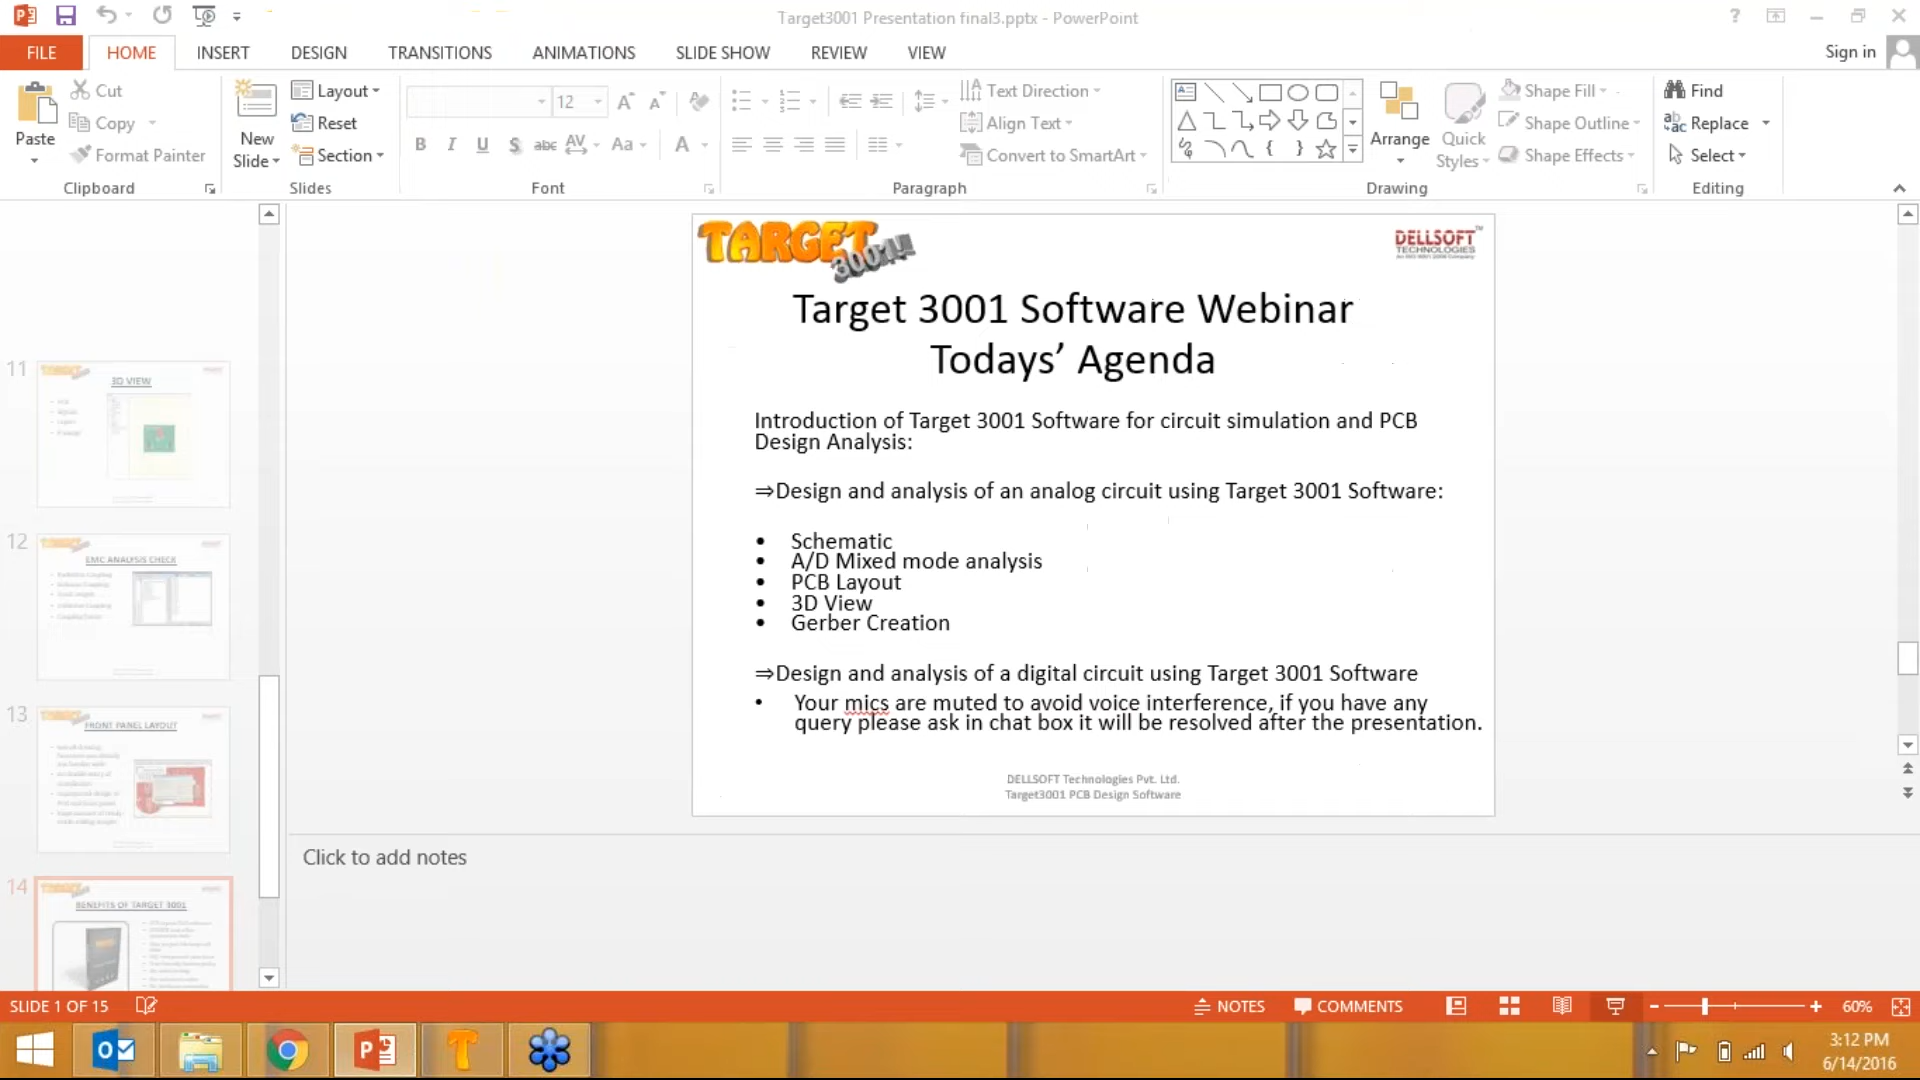 Target3001 Presentation final3.pptx - PowerPoint
FILE
HOME
INSERT
DESIGN
TRANSITIONS
ANIMATIONS
SLIDE SHOW
REVIEW
VIEW
Sign in
Paste
Cut
Copy
Format Painter
Clipboard
New
Slide
Layout
Reset
Section
Slides
12
Font
Paragraph
Text Direction
Align Text
Convert to SmartArt
Drawing
Arrange
Quick
Styles
Shape Fill
Shape Outline
Shape Effects
Find
Replace
Select
Editing
11
3D VIEW
12
EMC ANALYSIS CHECK
13
FRONT PANEL LAYOUT
14
BENEFITS OF TARGET 3001
TARGET
3001!!
DELLSOFT
TECHNOLOGIES
Target 3001 Software Webinar
Todays’ Agenda
Introduction of Target 3001 Software for circuit simulation and PCB
Design Analysis:
⇒Design and analysis of an analog circuit using Target 3001 Software:
• Schematic
• A/D Mixed mode analysis
• PCB Layout
• 3D View
• Gerber Creation
⇒Design and analysis of a digital circuit using Target 3001 Software
• Your mics are muted to avoid voice interference, if you have any
query please ask in chat box it will be resolved after the presentation.
DELLSOFT Technologies Pvt. Ltd.
Target3001 PCB Design Software
Click to add notes
SLIDE 1 OF 15
NOTES
COMMENTS
60%
3:12 PM
6/14/2016